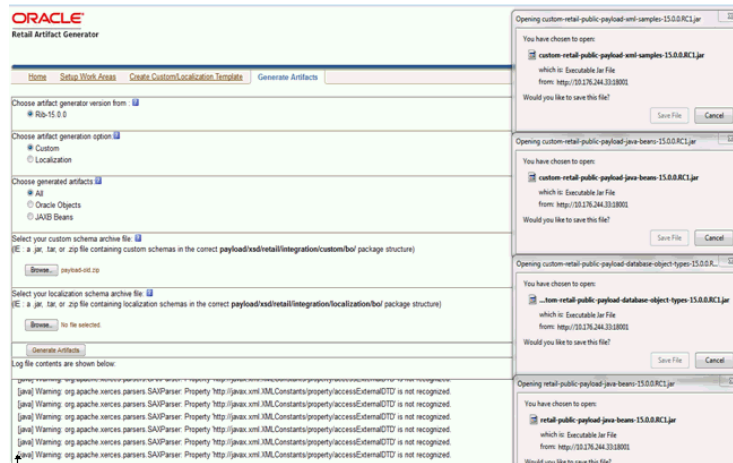 ORACLE
Retail Artifact Generator
Home Setup Work Areas Create Custom/Localization Template Generate Artifacts
Choose artifact generator version from : ?
Rib-15.0.0
Choose artifact generation option: ?
Custom
Localization
Choose generated artifacts: ?
All
Oracle Objects
JAXB Beans
Select your custom schema archive file: ?
(IE : a .jar, .tar, or .zip file containing custom schemas in the correct payload/xsd/retail/integration/custom/bo/ package structure)
Browse... payload-old.zip
Select your localization schema archive file: ?
(IE : a .jar, .tar, or .zip file containing localization schemas in the correct payload/xsd/retail/integration/localization/bo/ package structure)
Browse... No file selected.
Generate Artifacts
Log file contents are shown below:
[java] Warning: org.apache.xerces.parsers.SAXParser: Property 'http://javax.xml.XMLConstants/property/accessExternalDTD' is not recognized.
[java] Warning: org.apache.xerces.parsers.SAXParser: Property 'http://javax.xml.XMLConstants/property/accessExternalDTD' is not recognized.
[java] Warning: org.apache.xerces.parsers.SAXParser: Property 'http://javax.xml.XMLConstants/property/accessExternalDTD' is not recognized.
[java] Warning: org.apache.xerces.parsers.SAXParser: Property 'http://javax.xml.XMLConstants/property/accessExternalDTD' is not recognized.
[java] Warning: org.apache.xerces.parsers.SAXParser: Property 'http://javax.xml.XMLConstants/property/accessExternalDTD' is not recognized.
[java] Warning: org.apache.xerces.parsers.SAXParser: Property 'http://javax.xml.XMLConstants/property/accessExternalDTD' is not recognized.
Opening custom-retail-public-payload-xml-samples-15.0.0.RC1.jar
You have chosen to open:
custom-retail-public-payload-xml-samples-15.0.0.RC1.jar
which is: Executable Jar File
from: http://10.176.244.33:18001
Would you like to save this file?
Save File Cancel
Opening custom-retail-public-payload-java-beans-15.0.0.RC1.jar
You have chosen to open:
custom-retail-public-payload-java-beans-15.0.0.RC1.jar
which is: Executable Jar File
from: http://10.176.244.33:18001
Would you like to save this file?
Save File Cancel
Opening custom-retail-public-payload-database-object-types-15.0.0.R...
You have chosen to open:
...tom-retail-public-payload-database-object-types-15.0.0.RC1.jar
which is: Executable Jar File
from: http://10.176.244.33:18001
Would you like to save this file?
Save File Cancel
Opening retail-public-payload-java-beans-15.0.0.RC1.jar
You have chosen to open:
retail-public-payload-java-beans-15.0.0.RC1.jar
which is: Executable Jar File
from: http://10.176.244.33:18001
Would you like to save this file?